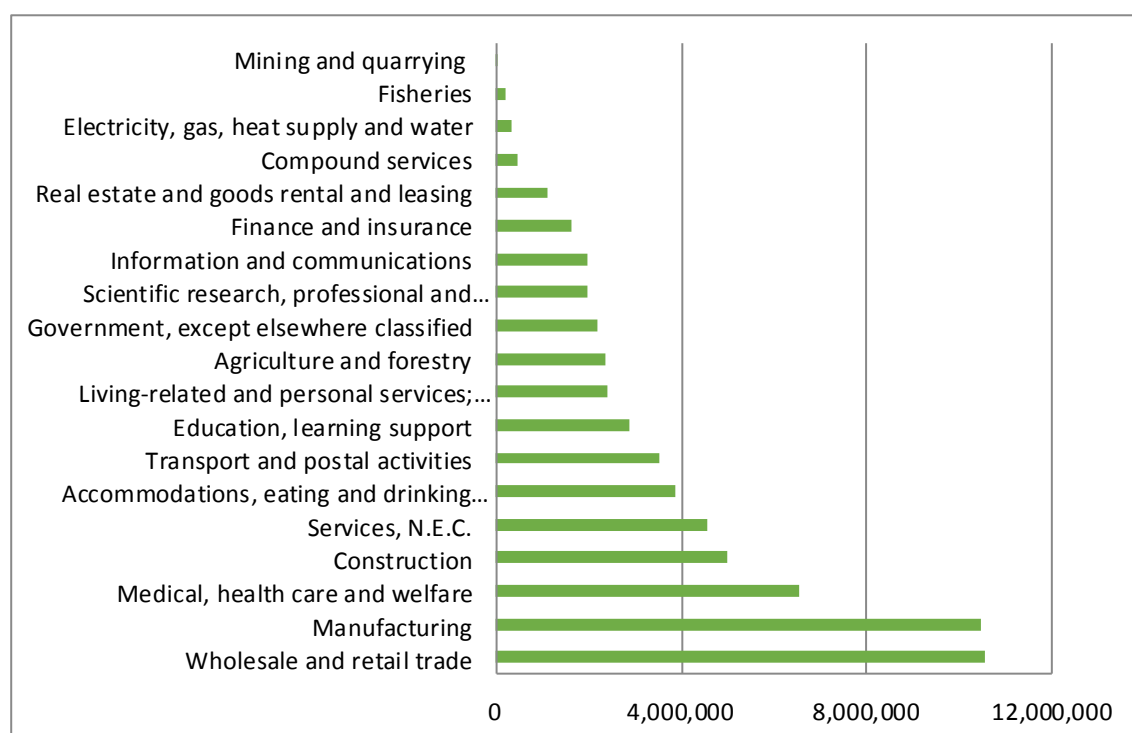 Mining and quarrying
Fisheries
Electricity, gas, heat supply and water
Compound services
Real estate and goods rental and leasing
Finance and insurance
Information and communications
Scientific research, professional and...
Government, except elsewhere classified
Agriculture and forestry
Living-related and personal services;...
Education, learning support
Transport and postal activities
Accommodations, eating and drinking...
Services, N.E.C.
Construction
Medical, health care and welfare
Manufacturing
Wholesale and retail trade
0 4,000,000 8,000,000 12,000,000